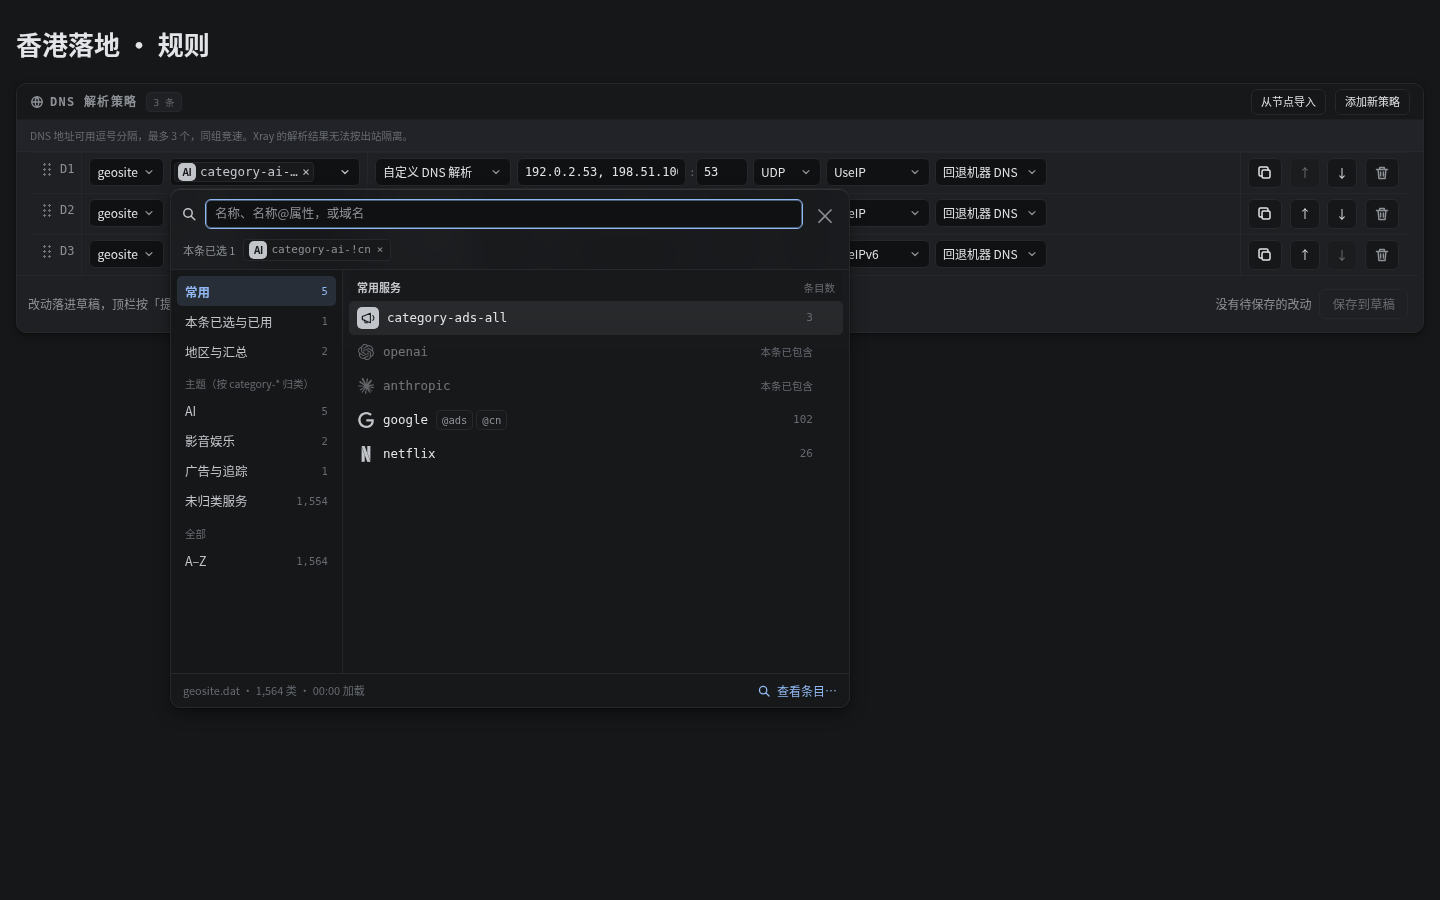 香港落地 · 规则
DNS 解析策略 3 条 从节点导入 添加新策略
DNS 地址可用逗号分隔，最多 3 个，同组竞速。Xray 的解析结果无法按出站隔离。
D1 geosite AI category-ai-… × 自定义 DNS 解析 192.0.2.53, 198.51.10 : 53 UDP UseIP 回退机器 DNS
D2 geosite 名称、名称@属性，或域名 eIP 回退机器 DNS
D3 geosite 本条已选 1 AI category-ai-!cn × eIPv6 回退机器 DNS
改动落进草稿，顶栏按「提 没有待保存的改动 保存到草稿
常用 5
本条已选与已用 1
地区与汇总 2
主题（按 category-* 归类）
AI 5
影音娱乐 2
广告与追踪 1
未归类服务 1,554
全部
A–Z 1,564
常用服务 条目数
category-ads-all 3
openai 本条已包含
anthropic 本条已包含
google @ads @cn 102
netflix 26
geosite.dat · 1,564 类 · 00:00 加载 查看条目…